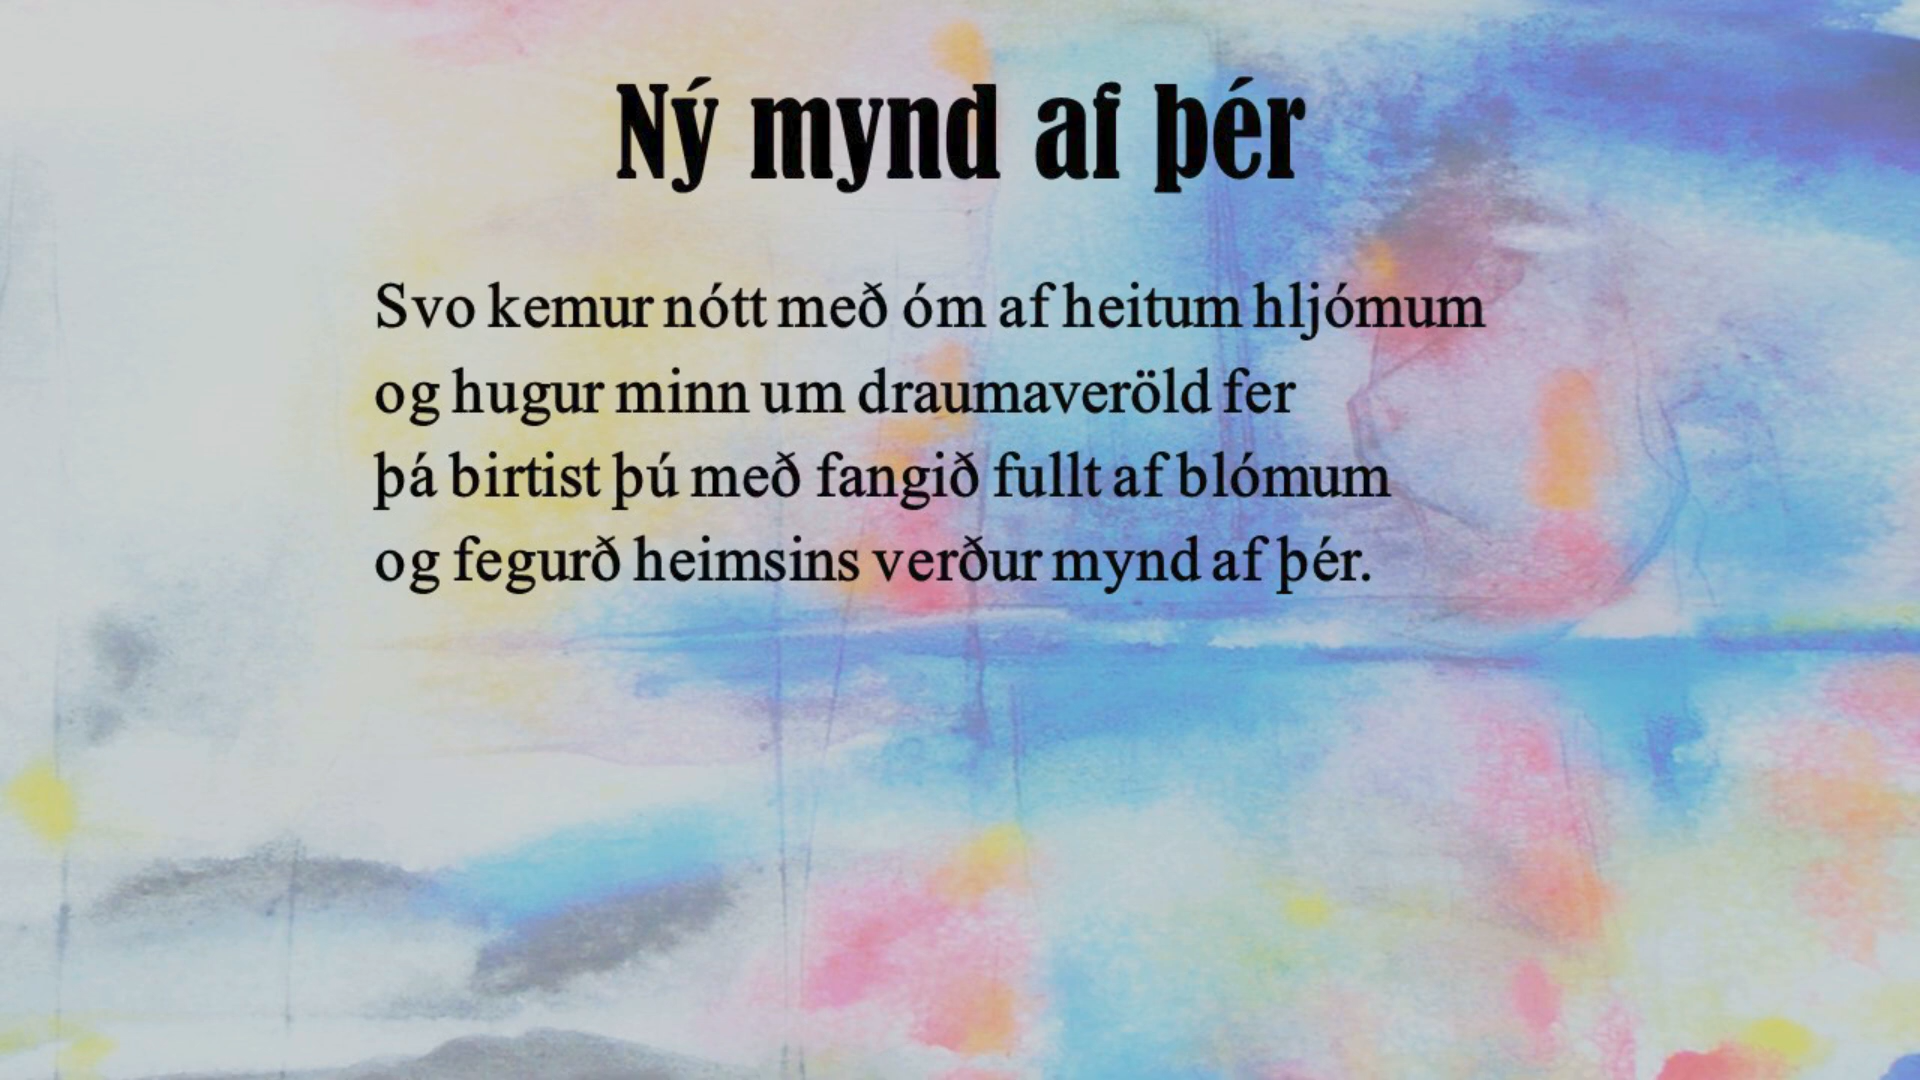 Ný mynd af þér
Svo kemur nótt með óm af heitum hljómum
og hugur minn um draumaveröld fer
þá birtist þú með fangið fullt af blómum
og fegurð heimsins verður mynd af þér.